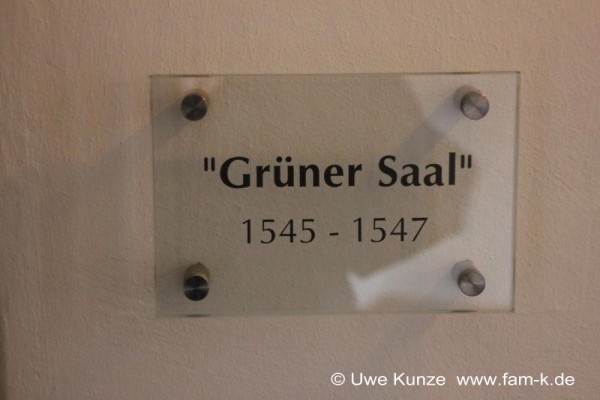 "Grüner Saal"
1545 - 1547
© Uwe Kunze  www.fam-k.de